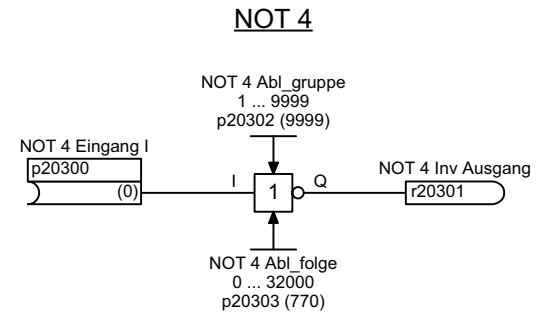 NOT 4
NOT 4 Abl_gruppe
1 ... 9999
p20302 (9999)
NOT 4 Eingang I
p20300
(0)
I
1
Q
NOT 4 Inv Ausgang
r20301
NOT 4 Abl_folge
0 ... 32000
p20303 (770)